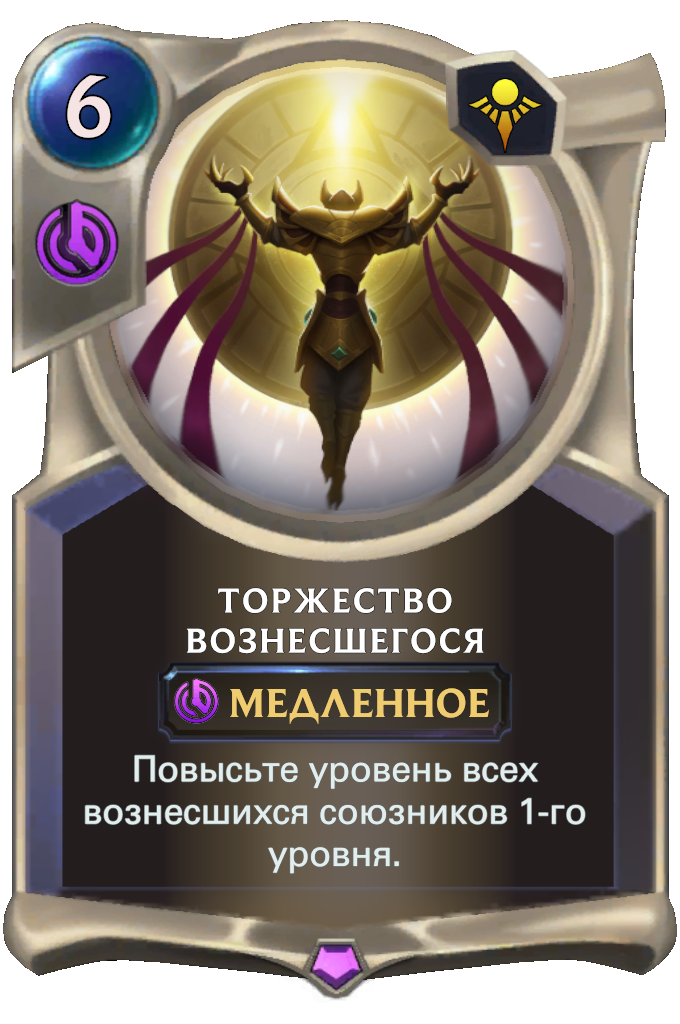 6
ТОРЖЕСТВО
ВОЗНЕСШЕГОСЯ
МЕДЛЕННОЕ
Повысьте уровень всех
вознесшихся союзников 1-го
уровня.